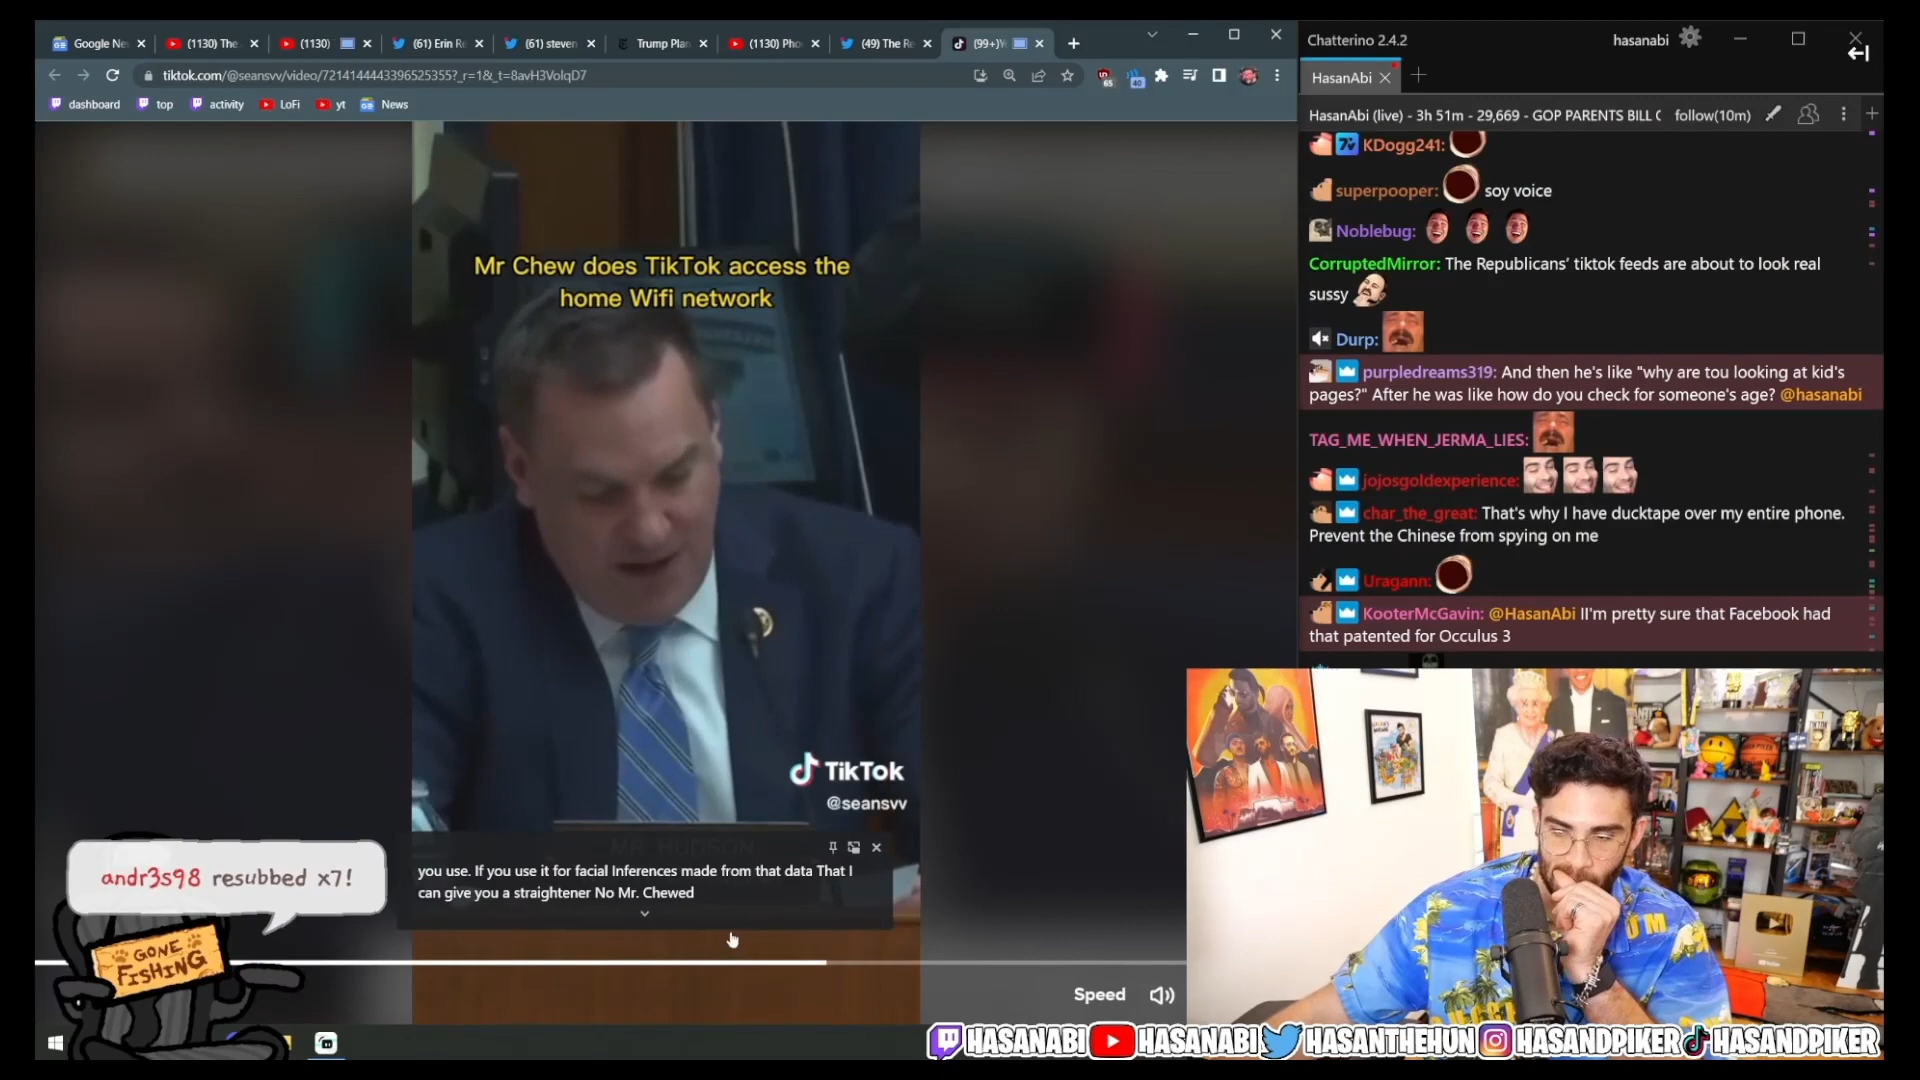 Google Ne
(1130) The
(1130)
(61) Erin Re
(61) steven
Trump Plan
(1130) Pho
(49) The Re
(99+)
tiktok.com/@seansvv/video/7214144443396525355?_r=1&_t=8avH3VolqD7
65
40
dashboard
top
activity
LoFi
yt
News
Mr Chew does TikTok access the
home Wifi network
TikTok
@seansvv
MR. HUDSON
you use. If you use it for facial Inferences made from that data That I
can give you a straightener No Mr. Chewed
andr3s98 resubbed x7!
GONE
FISHING
Speed
Chatterino 2.4.2
hasanabi
HasanAbi
HasanAbi (live) - 3h 51m - 29,669 - GOP PARENTS BILL
follow(10m)
KDogg241:
superpooper: soy voice
Noblebug:
CorruptedMirror: The Republicans' tiktok feeds are about to look real
sussy
Durp:
purpledreams319: And then he's like "why are tou looking at kid's
pages?" After he was like how do you check for someone's age? @hasanabi
TAG_ME_WHEN_JERMA_LIES:
jojosgoldexperience:
char_the_great: That's why I have ducktape over my entire phone.
Prevent the Chinese from spying on me
Uragann:
KooterMcGavin: @HasanAbi II'm pretty sure that Facebook had
that patented for Occulus 3
HASANABI
HASANABI
HASANTHEHUN
HASANDPIKER
HASANDPIKER